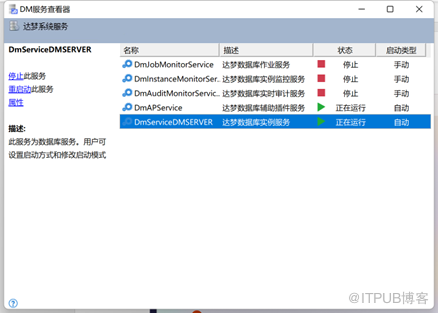 DM服务查看器
达梦系统服务
DmServiceDMSERVER
停止此服务
重启动此服务
属性
描述:
此服务为数据库服务。用户可
设置启动方式和修改启动模式
名称 描述 状态 启动类型
DmJobMonitorService 达梦数据库作业服务 停止 手动
DmInstanceMonitorSer... 达梦数据库实例监控服务 停止 手动
DmAuditMonitorServic... 达梦数据库实时审计服务 停止 手动
DmAPService 达梦数据库辅助插件服务 正在运行 自动
DmServiceDMSERVER 达梦数据库实例服务 正在运行 自动
@ITPUB博客